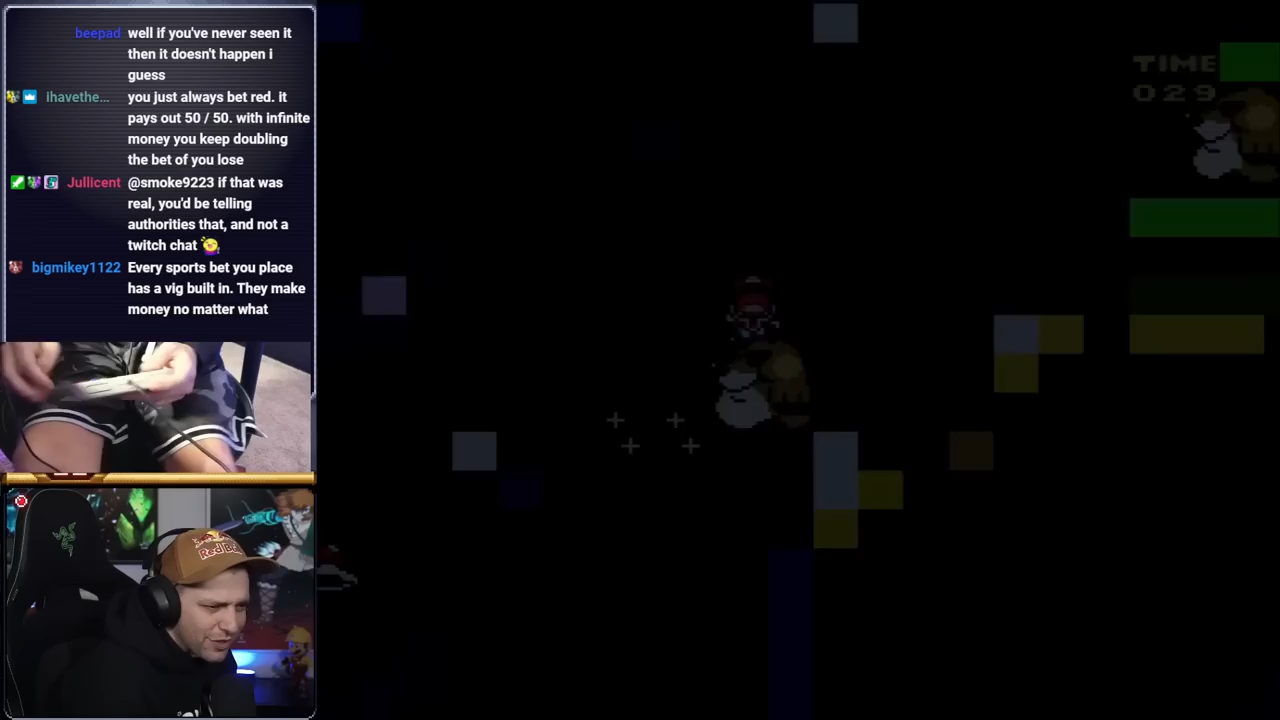 beepad well if you've never seen it
then it doesn't happen i
guess
ihavethe... you just always bet red. it
pays out 50 / 50. with infinite
money you keep doubling
the bet of you lose
Jullicent @smoke9223 if that was
real, you'd be telling
authorities that, and not a
twitch chat
bigmikey1122 Every sports bet you place
has a vig built in. They make
money no matter what
TIME
029
Red Bull